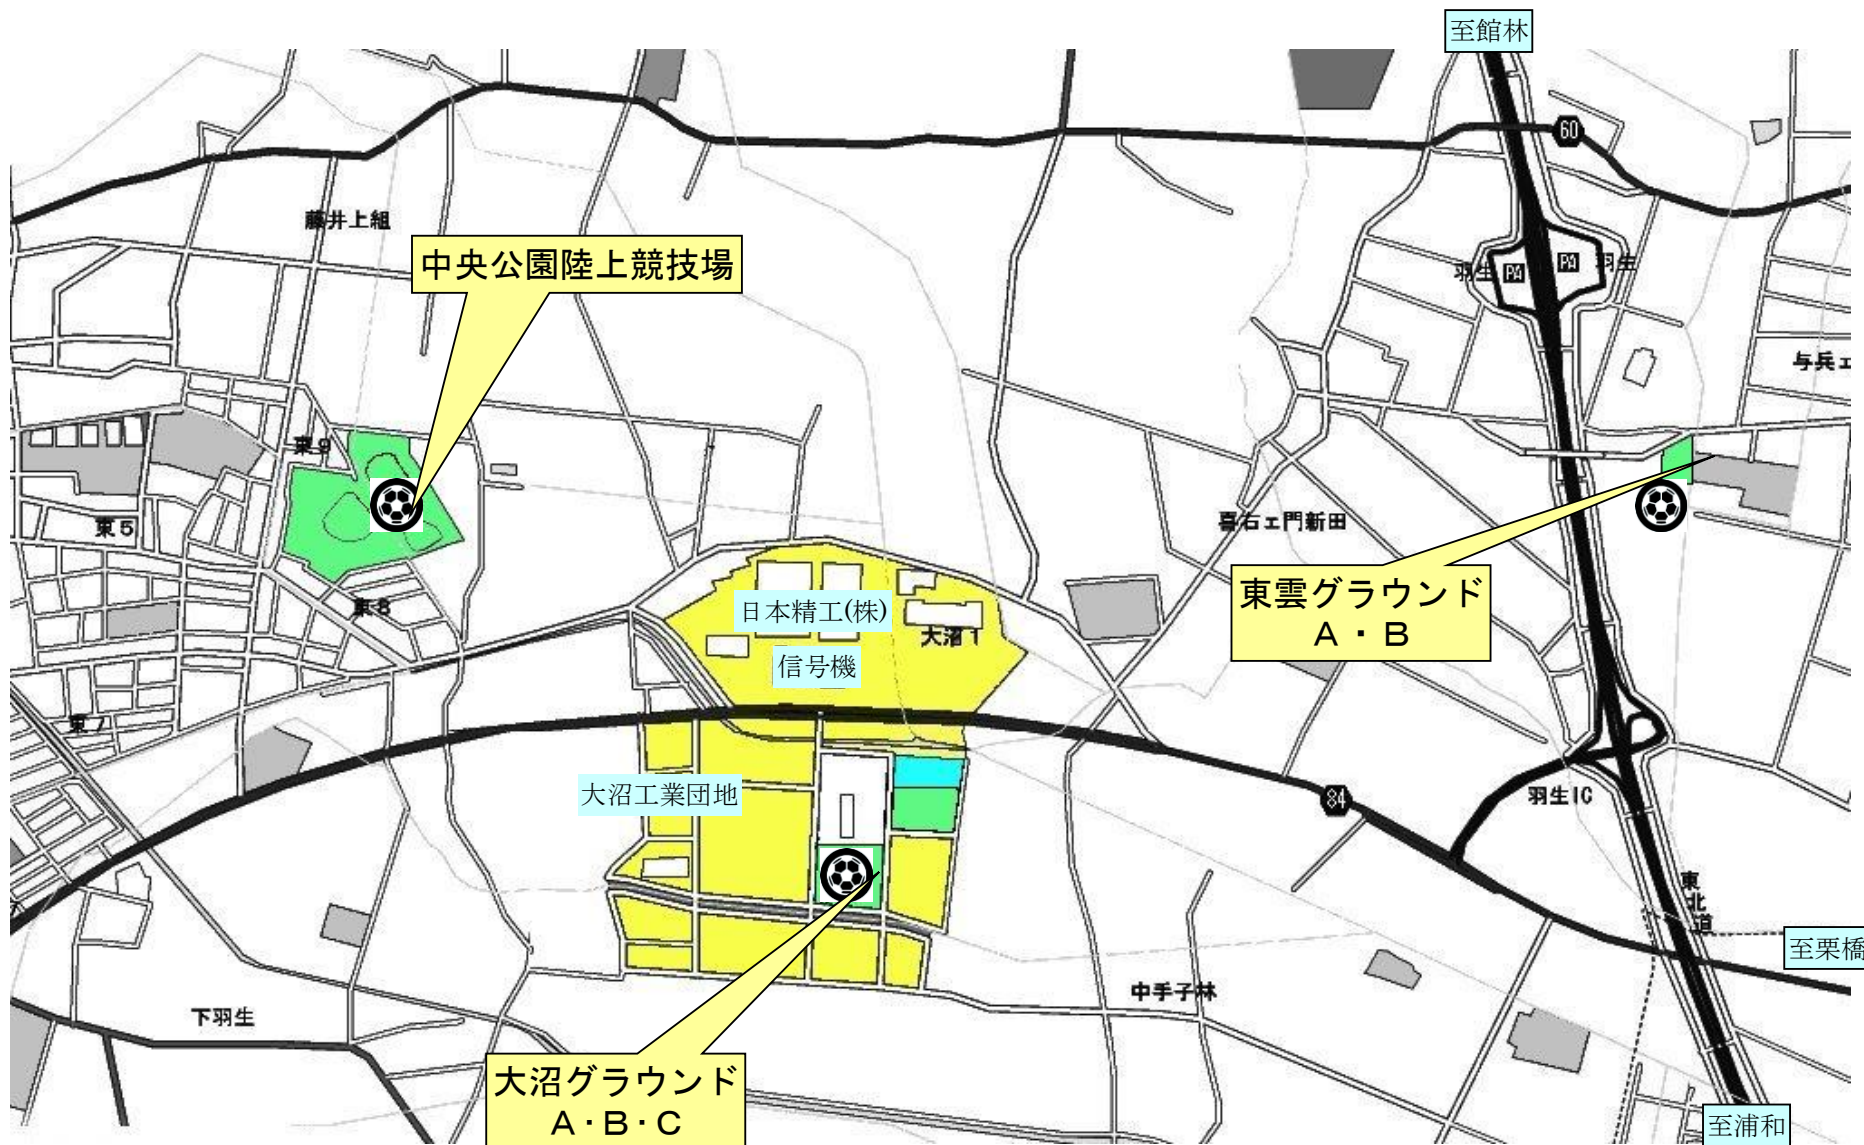 至館林
60
藤井上組
中央公園陸上競技場
羽生
PA
PA
羽生
東9
東5
喜右エ門新田
東雲グラウンド
A・B
東8
日本精工(株)
大沼1
信号機
東7
大沼工業団地
84
羽生IC
東北道
至栗橋
中手子林
下羽生
大沼グラウンド
A・B・C
至浦和